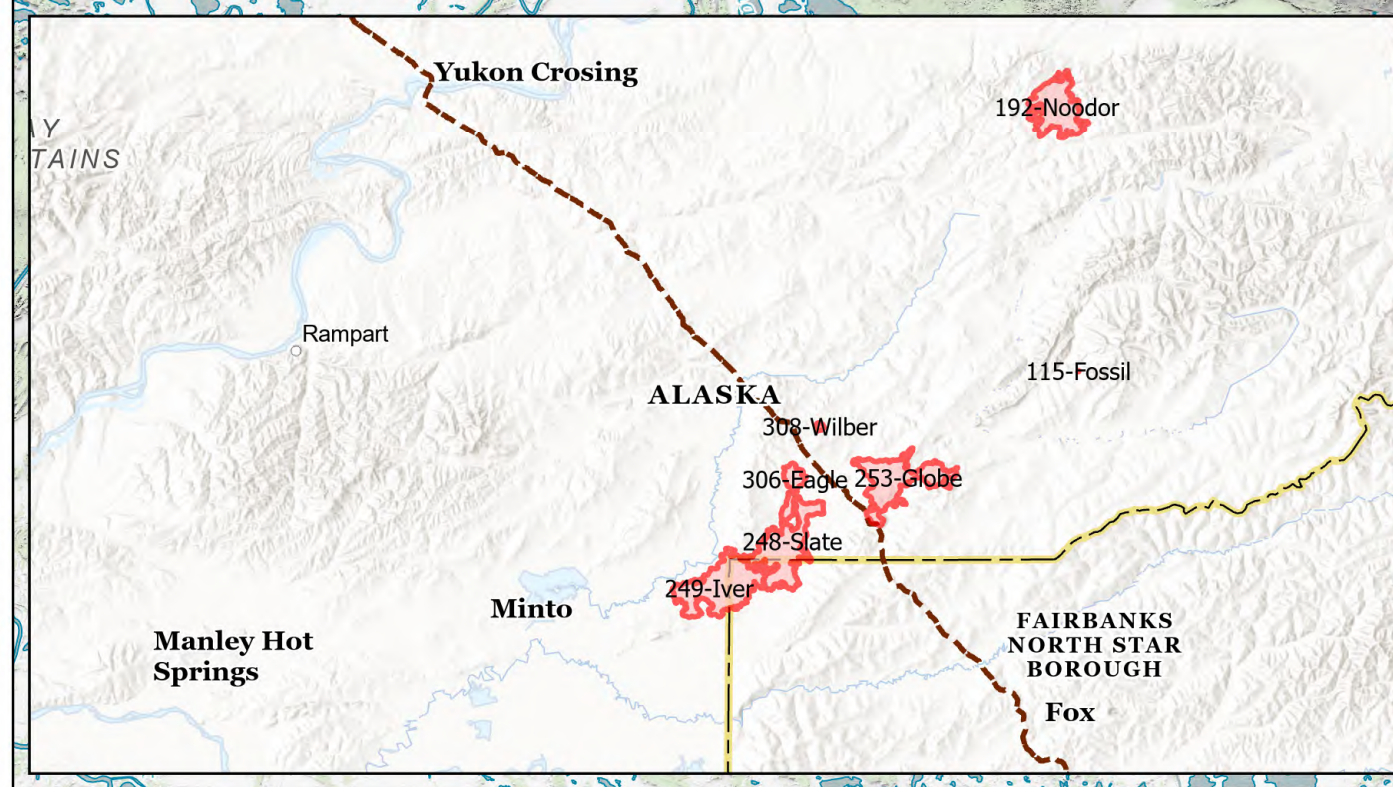 Yukon Crosing
192-Noodor
AY
TAINS
Rampart
115-Fossil
ALASKA
308-Wilber
306-Eagle
253-Globe
248-Slate
249-Iver
Minto
Manley Hot
Springs
FAIRBANKS
NORTH STAR
BOROUGH
Fox